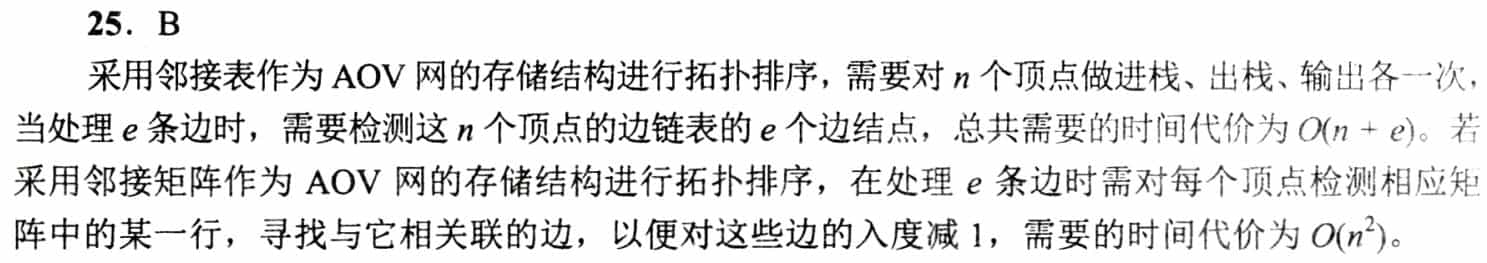 25. B
采用邻接表作为 AOV 网的存储结构进行拓扑排序，需要对 n 个顶点做进栈、出栈、输出各一次，
当处理 e 条边时，需要检测这 n 个顶点的边链表的 e 个边结点，总共需要的时间代价为 O(n + e)。若
采用邻接矩阵作为 AOV 网的存储结构进行拓扑排序，在处理 e 条边时需对每个顶点检测相应矩
阵中的某一行，寻找与它相关联的边，以便对这些边的入度减 1，需要的时间代价为 O(n²)。